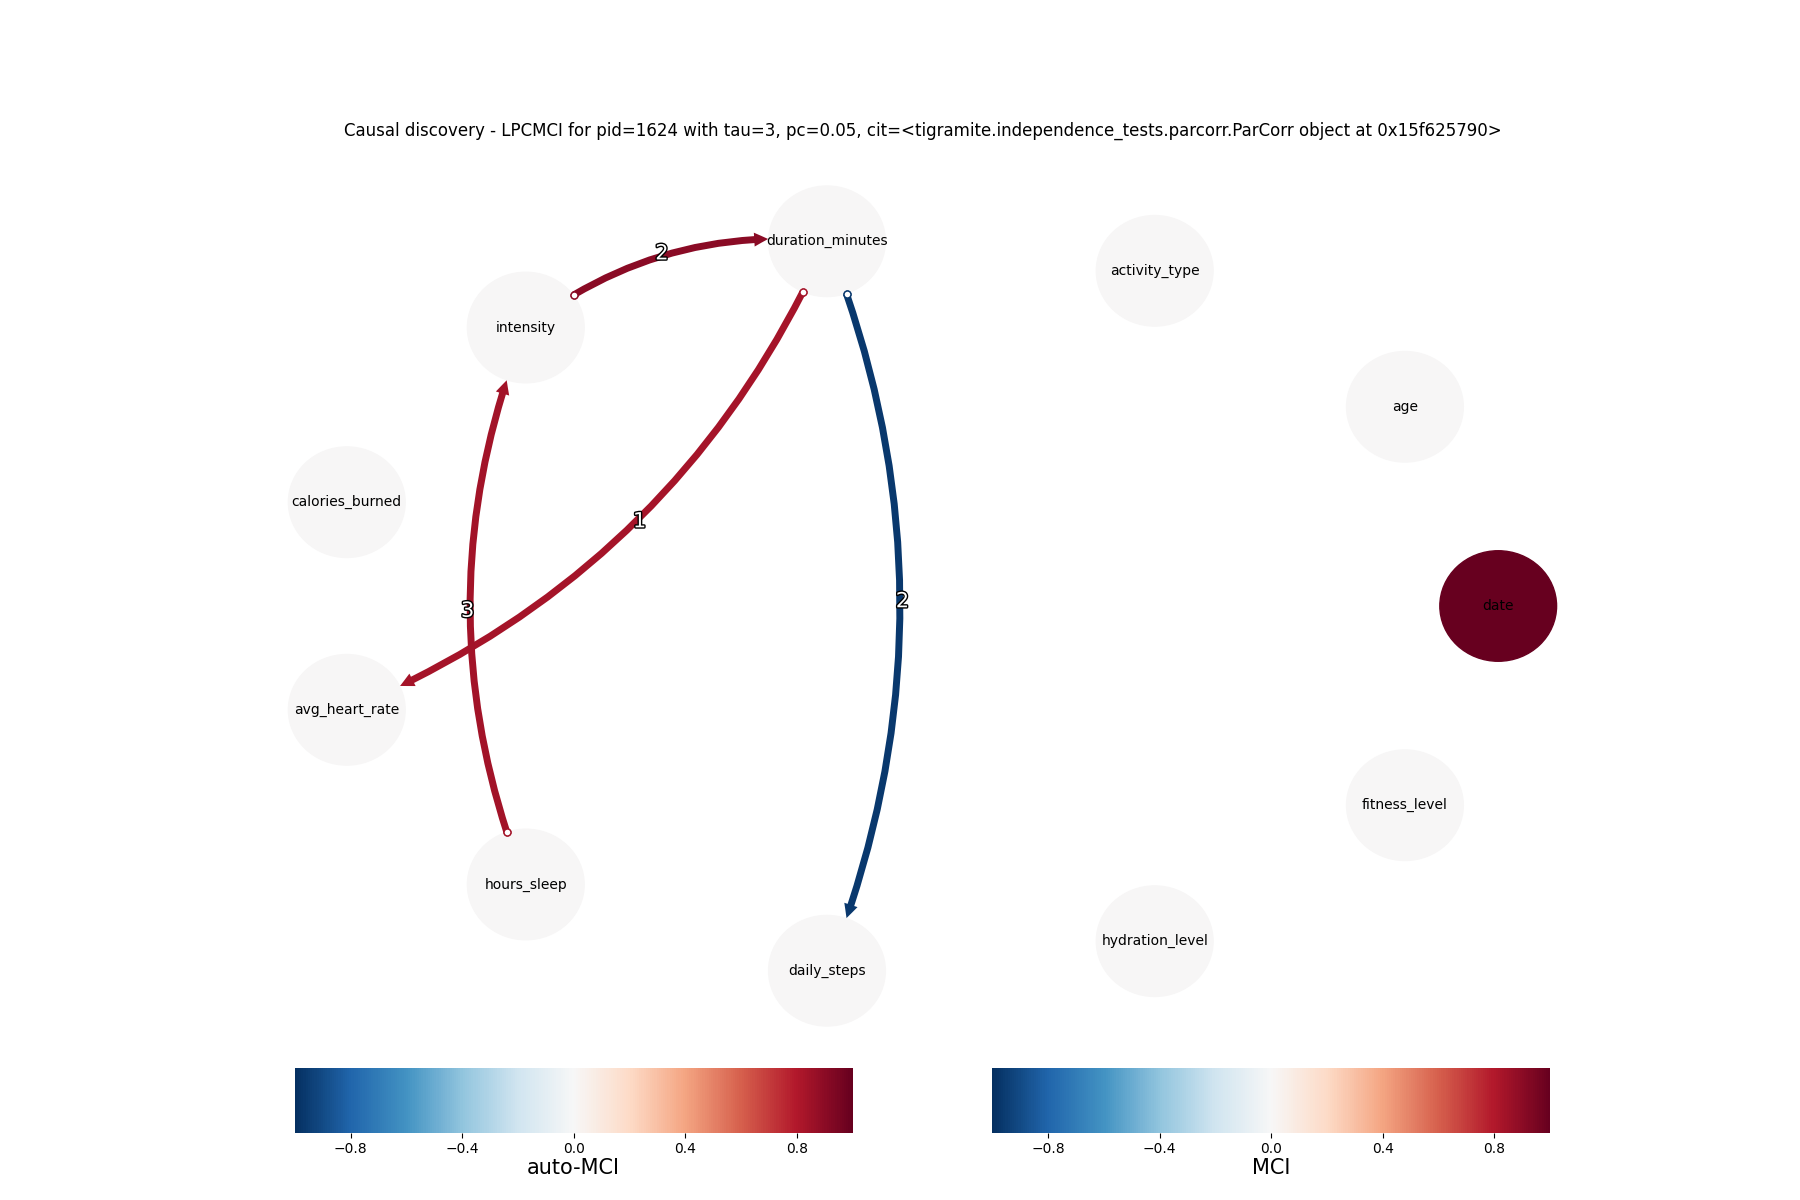 Causal discovery - LPCMCI for pid=1624 with tau=3, pc=0.05, cit=<tigramite.independence_tests.parcorr.ParCorr object at 0x15f625790>
duration_minutes
2
activity_type
intensity
age
calories_burned
1
2
date
3
avg_heart_rate
fitness_level
hours_sleep
hydration_level
daily_steps
−0.8 −0.4 0.0 0.4 0.8
auto-MCI
−0.8 −0.4 0.0 0.4 0.8
MCI